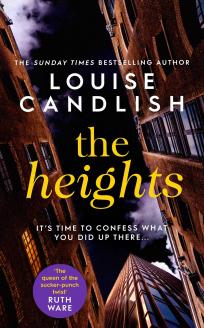 THE SUNDAY TIMES BESTSELLING AUTHOR
LOUISE
CANDLISH
the
heights
IT'S TIME TO CONFESS WHAT
YOU DID UP THERE...
'The
queen of the
sucker-punch
twist'
RUTH
WARE